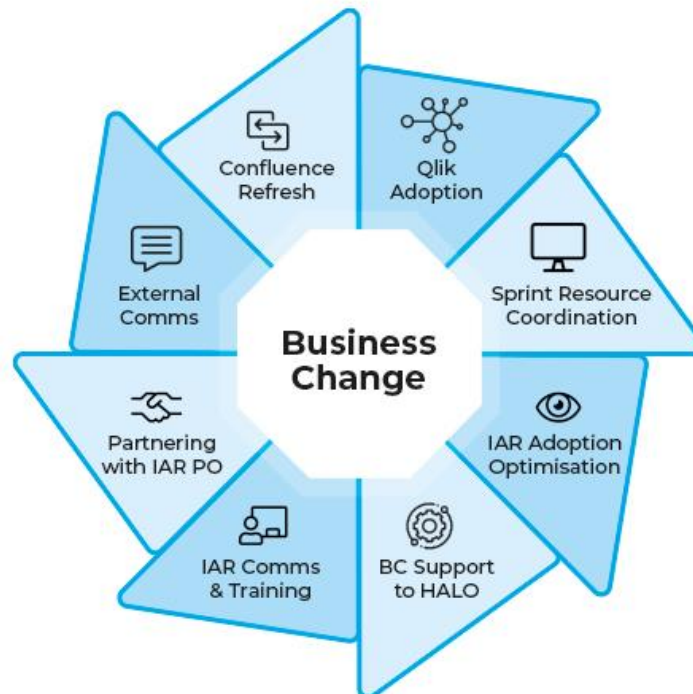 Confluence
Refresh
Qlik
Adoption
External
Comms
Sprint Resource
Coordination
Business
Change
Partnering
with IAR PO
IAR Adoption
Optimisation
IAR Comms
& Training
BC Support
to HALO